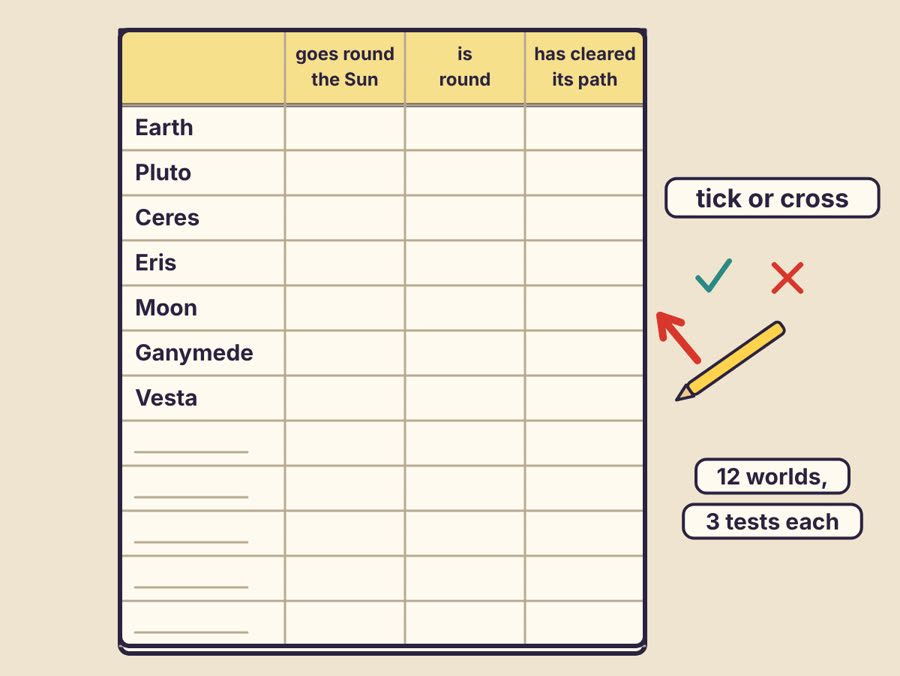 goes round
the Sun
is
round
has cleared
its path
Earth
Pluto
Ceres
Eris
Moon
Ganymede
Vesta
tick or cross
12 worlds,
3 tests each